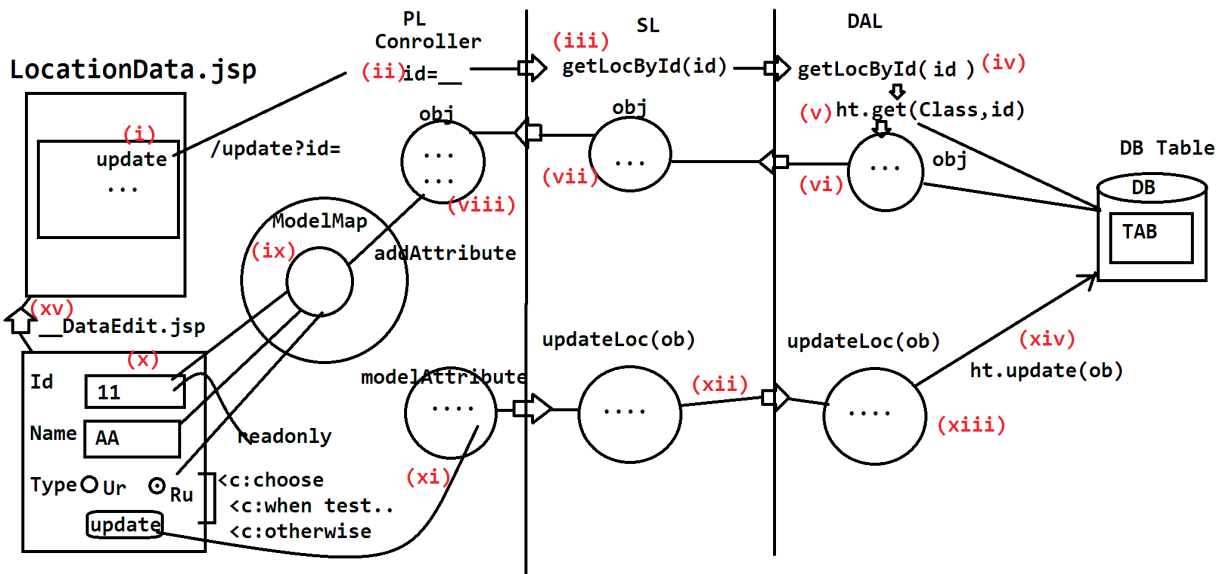 PL
Conroller
SL
DAL
LocationData.jsp
(ii) id=__
(iii)
getLocById(id)
getLocById(id) (iv)
(i)
update
...
/update?id=
obj
...
...
(viii)
obj
...
(vii)
(v) ht.get(Class,id)
... obj
(vi)
DB Table
DB
TAB
ModelMap
(ix)
addAttribute
(xv)
__DataEdit.jsp
(x)
Id 11
Name AA
readonly
Type Ur Ru
<c:choose
<c:when test..
<c:otherwise
update
modelAttribute
....
(xi)
updateLoc(ob)
....
(xii)
updateLoc(ob)
....
(xiii)
(xiv)
ht.update(ob)